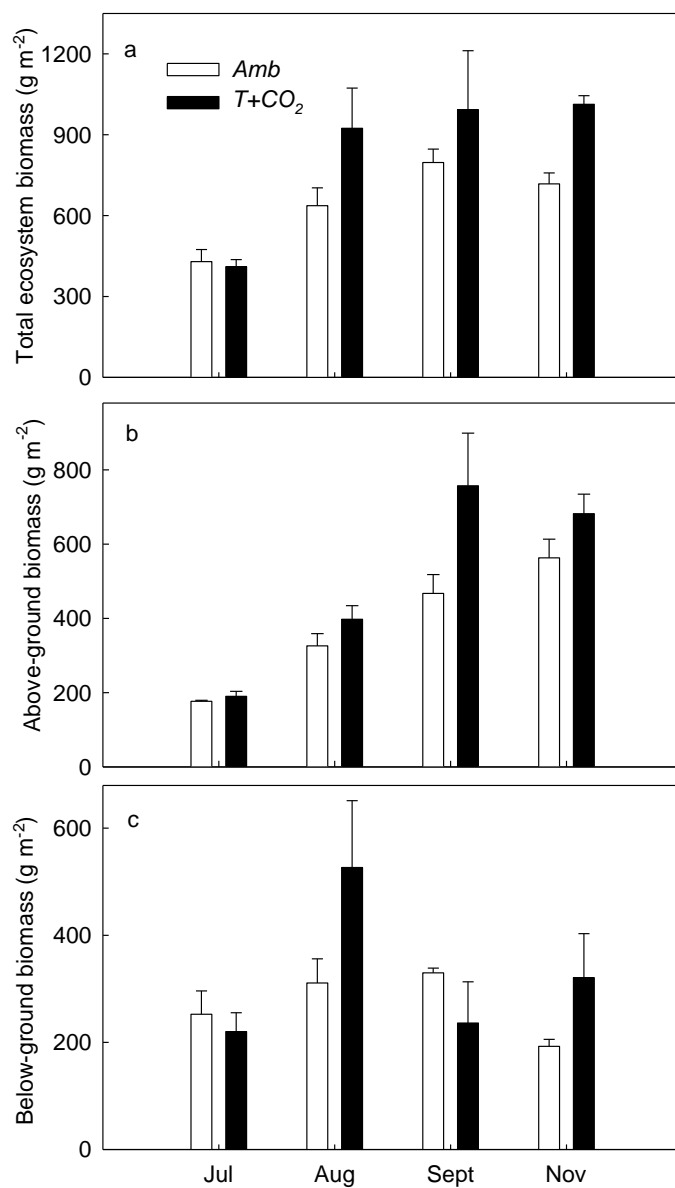 a
Amb
T+CO₂
1200
900
600
300
0
Total ecosystem biomass (g m⁻²)
b
800
600
400
200
0
Above-ground biomass (g m⁻²)
c
600
400
200
0
Below-ground biomass (g m⁻²)
Jul Aug Sept Nov